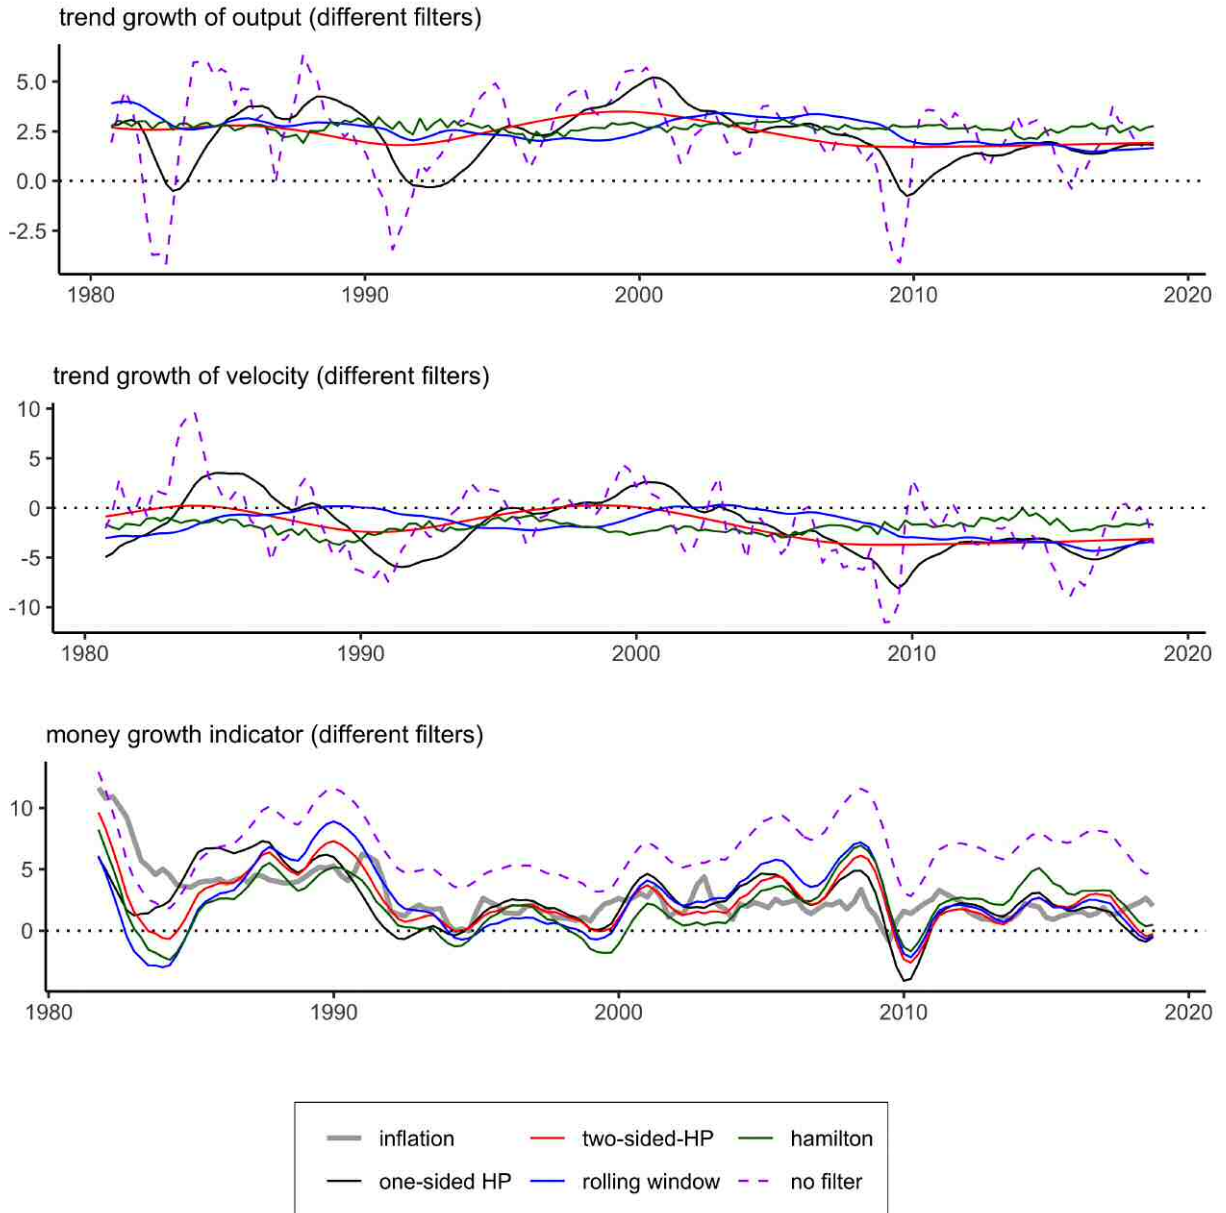 trend growth of output (different filters)
5.0
2.5
0.0
-2.5
1980 1990 2000 2010 2020
trend growth of velocity (different filters)
10
5
0
-5
-10
1980 1990 2000 2010 2020
money growth indicator (different filters)
10
5
0
1980 1990 2000 2010 2020
inflation two-sided-HP hamilton
one-sided HP rolling window no filter